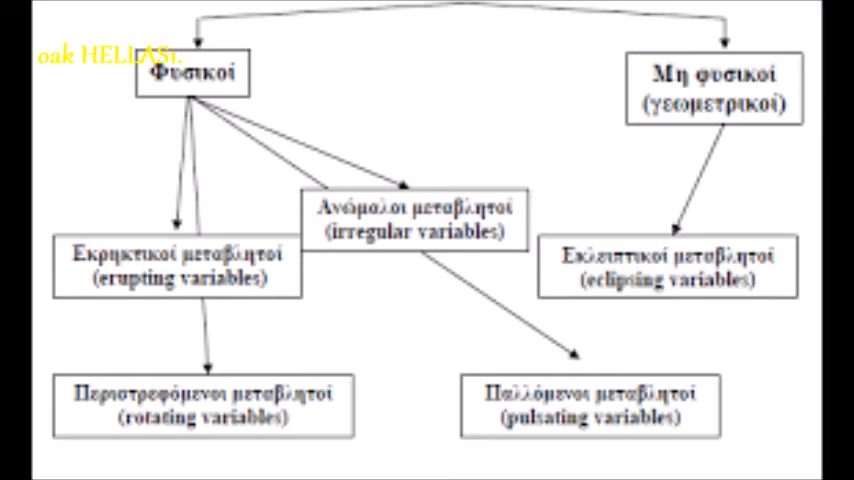 oak HELLAS1.
Φυσικοί
Μη φυσικοί
(γεωμετρικοί)
Ανώμαλοι μεταβλητοί
(irregular variables)
Εκρηκτικοί μεταβλητοί
(erupting variables)
Εκλειπτικοί μεταβλητοί
(eclipsing variables)
Περιστρεφόμενοι μεταβλητοί
(rotating variables)
Παλλόμενοι μεταβλητοί
(pulsating variables)